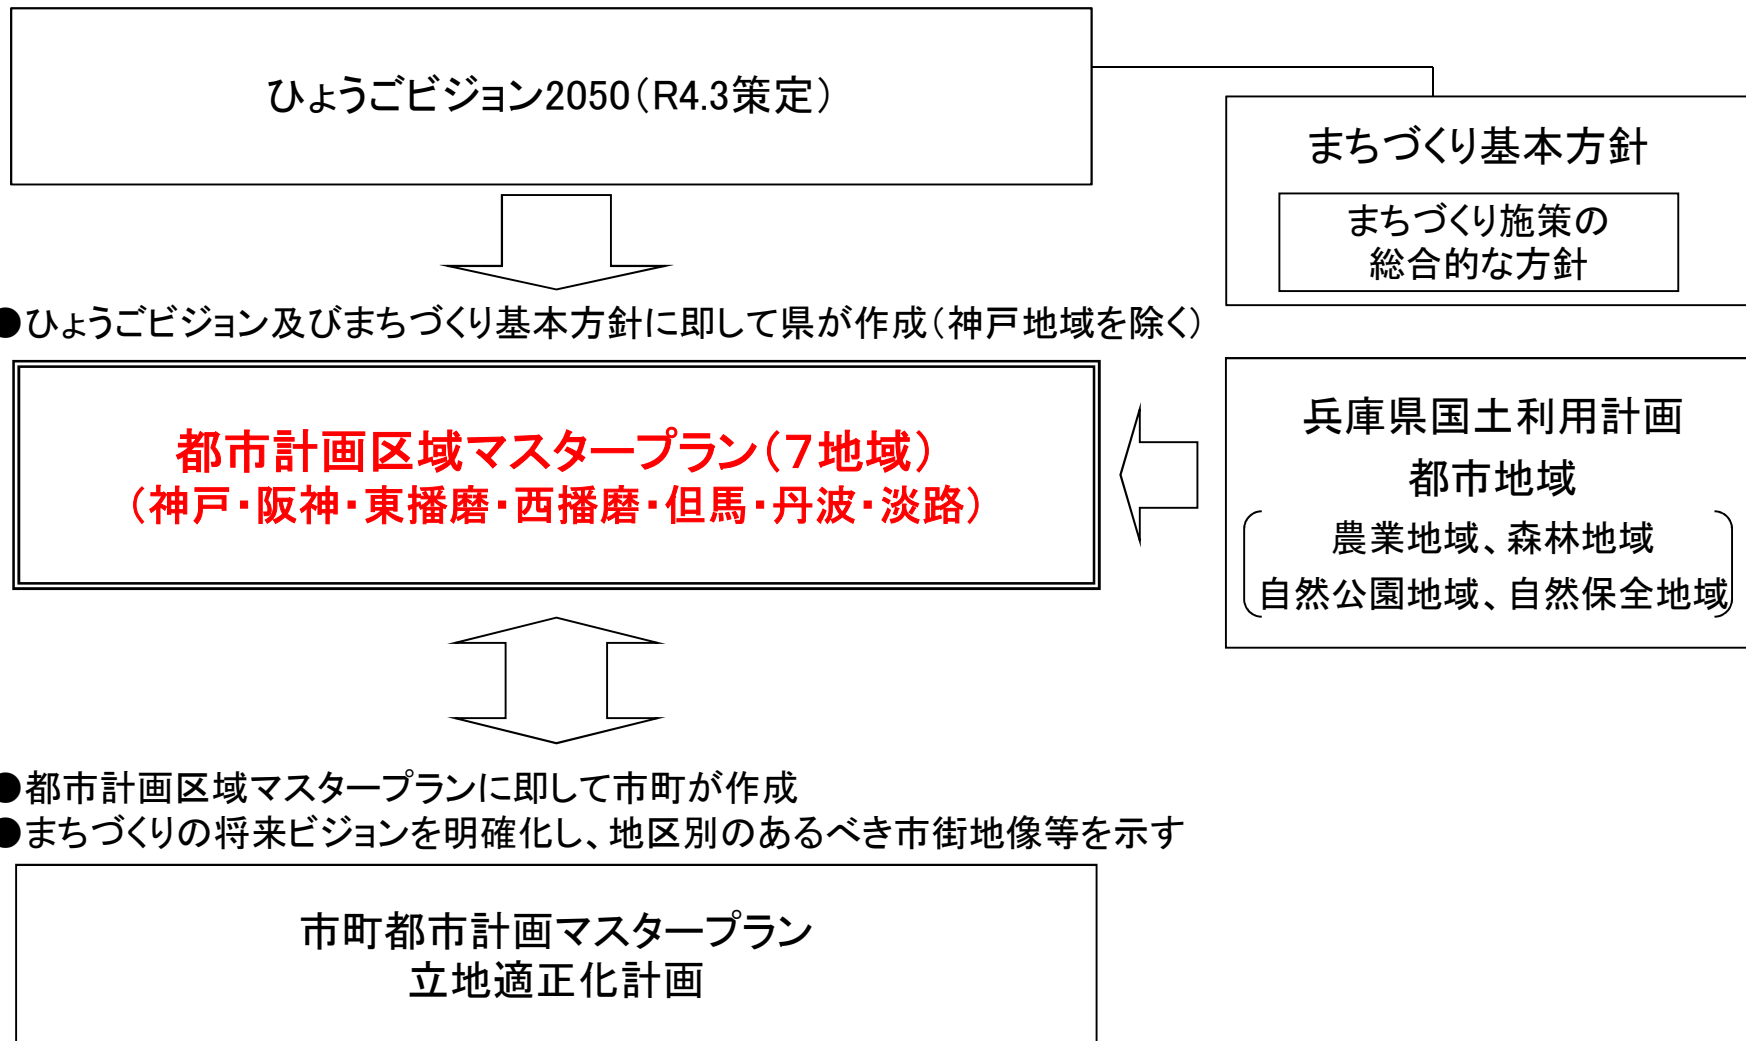 ひょうごビジョン2050（R4.3策定）
まちづくり基本方針
まちづくり施策の
総合的な方針
●ひょうごビジョン及びまちづくり基本方針に即して県が作成（神戸地域を除く）
都市計画区域マスタープラン（７地域）
（神戸・阪神・東播磨・西播磨・但馬・丹波・淡路）
兵庫県国土利用計画
都市地域
農業地域、森林地域
自然公園地域、自然保全地域
●都市計画区域マスタープランに即して市町が作成
●まちづくりの将来ビジョンを明確化し、地区別のあるべき市街地像等を示す
市町都市計画マスタープラン
立地適正化計画